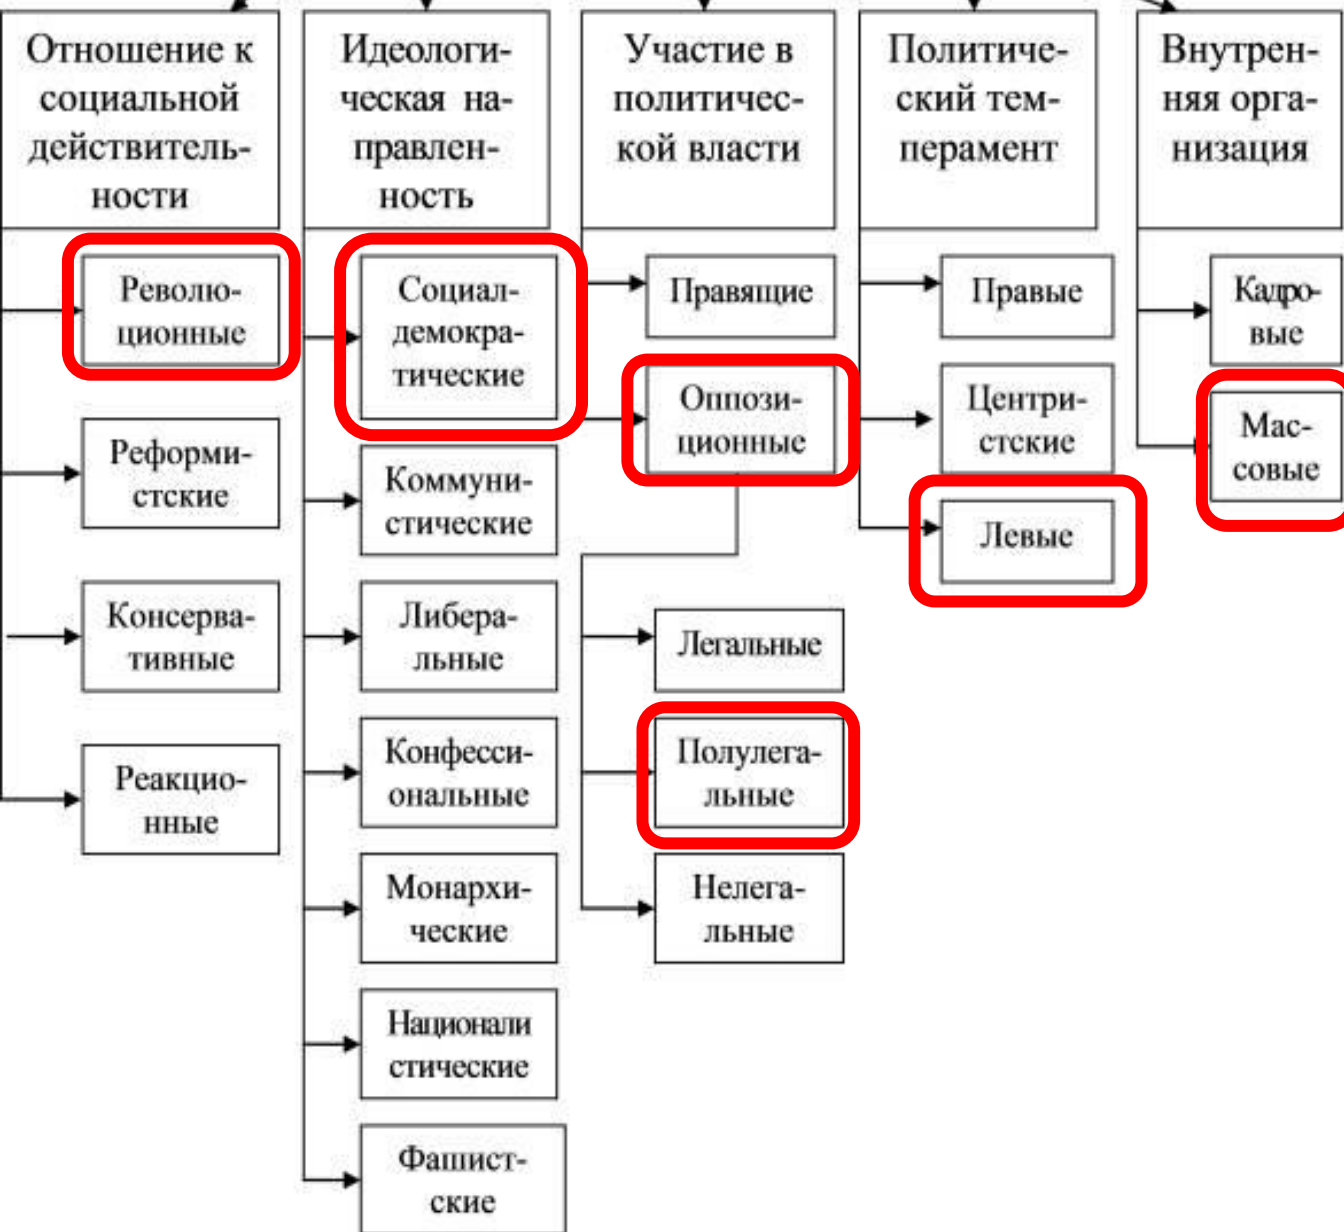 Отношение к
социальной
действитель-
ности
Револю-
ционные
Реформи-
стские
Консерва-
тивные
Реакцио-
нные
Идеологи-
ческая на-
правлен-
ность
Социал-
демокра-
тические
Коммуни-
стические
Либера-
льные
Конфесси-
ональные
Монархи-
ческие
Национали
стические
Фашист-
ские
Участие в
политичес-
кой власти
Правящие
Оппози-
ционные
Легальные
Полулега-
льные
Нелега-
льные
Политиче-
ский тем-
перамент
Правые
Центри-
стские
Левые
Внутрен-
няя орга-
низация
Кадро-
вые
Мас-
совые